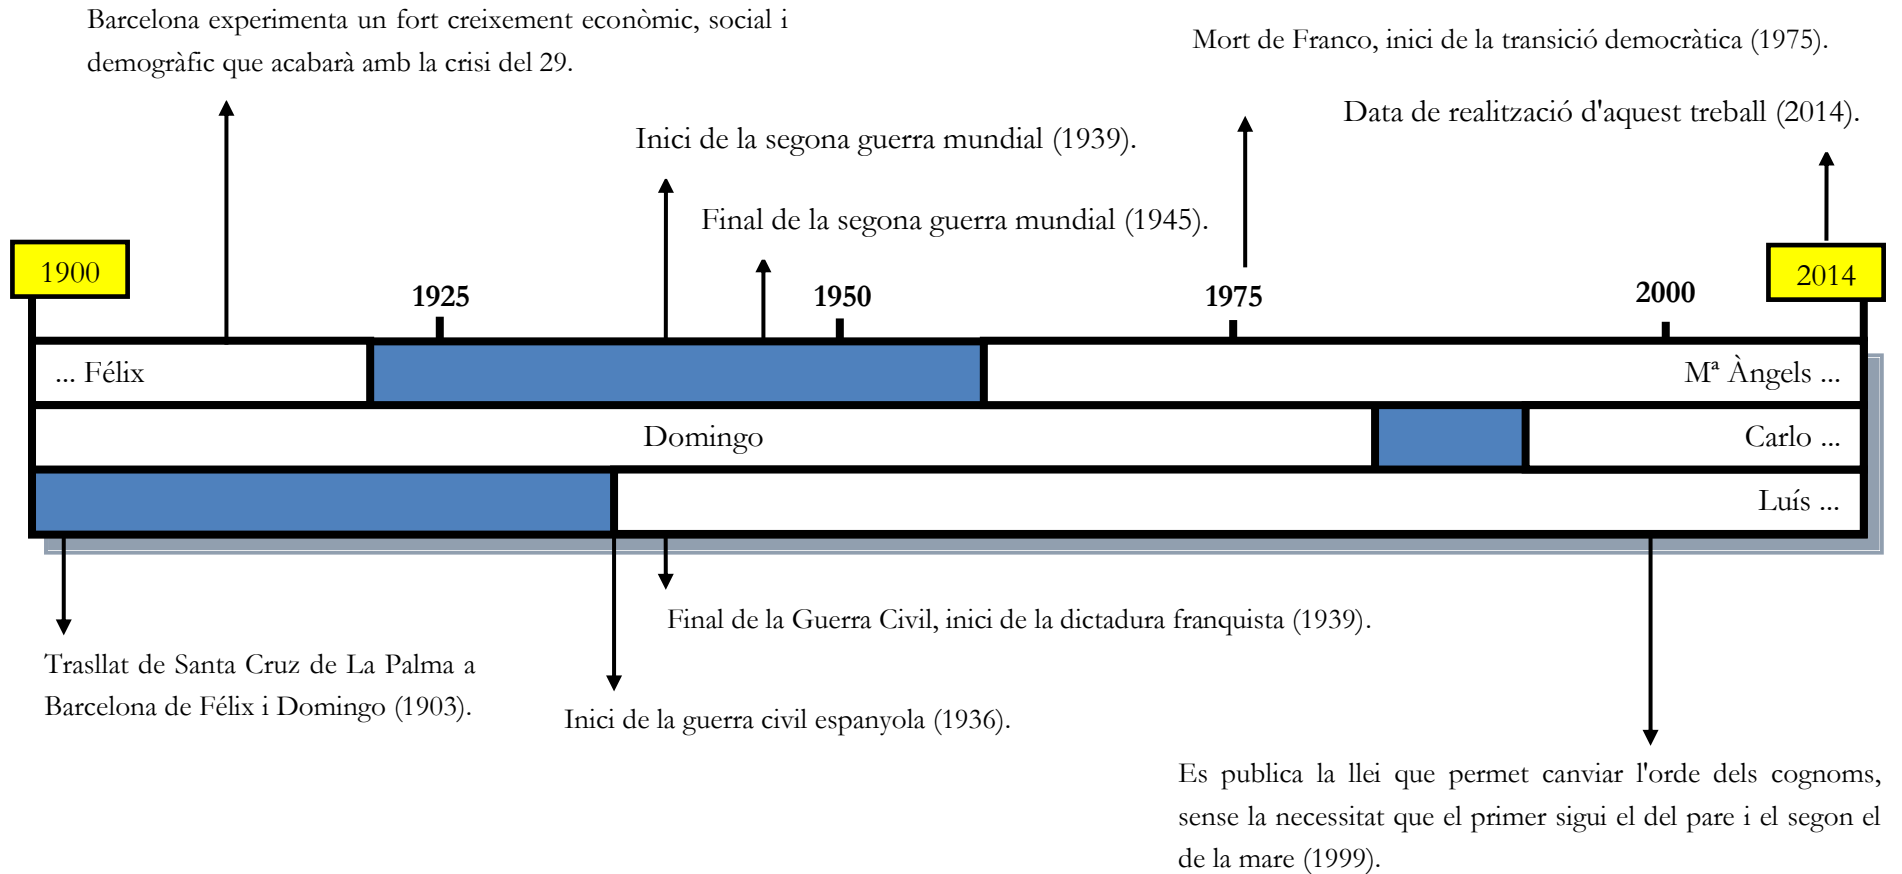 Barcelona experimenta un fort creixement econòmic, social i
demogràfic que acabarà amb la crisi del 29.
Mort de Franco, inici de la transició democràtica (1975).
Data de realització d'aquest treball (2014).
Inici de la segona guerra mundial (1939).
Final de la segona guerra mundial (1945).
1900
1925
1950
1975
2000
2014
... Félix
Mª Àngels ...
Domingo
Carlo ...
Luís ...
Final de la Guerra Civil, inici de la dictadura franquista (1939).
Trasllat de Santa Cruz de La Palma a
Barcelona de Félix i Domingo (1903).
Inici de la guerra civil espanyola (1936).
Es publica la llei que permet canviar l'orde dels cognoms,
sense la necessitat que el primer sigui el del pare i el segon el
de la mare (1999).